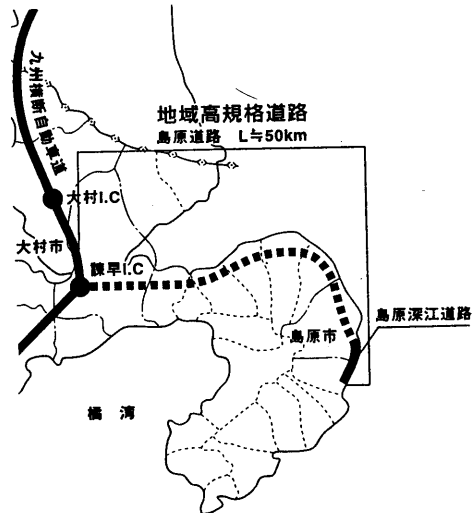 九州横断自動車道
地域高規格道路
島原道路 L≒50km
大村I.C
大村市
諫早I.C
島原深江道路
島原市
橘湾